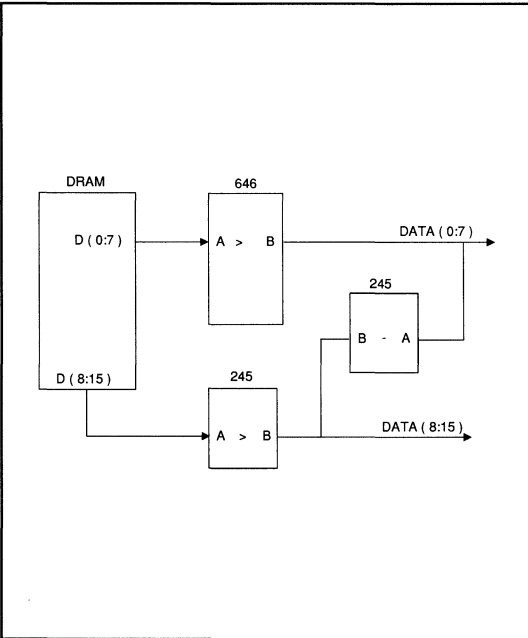 DRAM
646
D ( 0:7 )
A > B
DATA ( 0:7 )
245
B - A
D ( 8:15 )
245
A > B
DATA ( 8:15 )